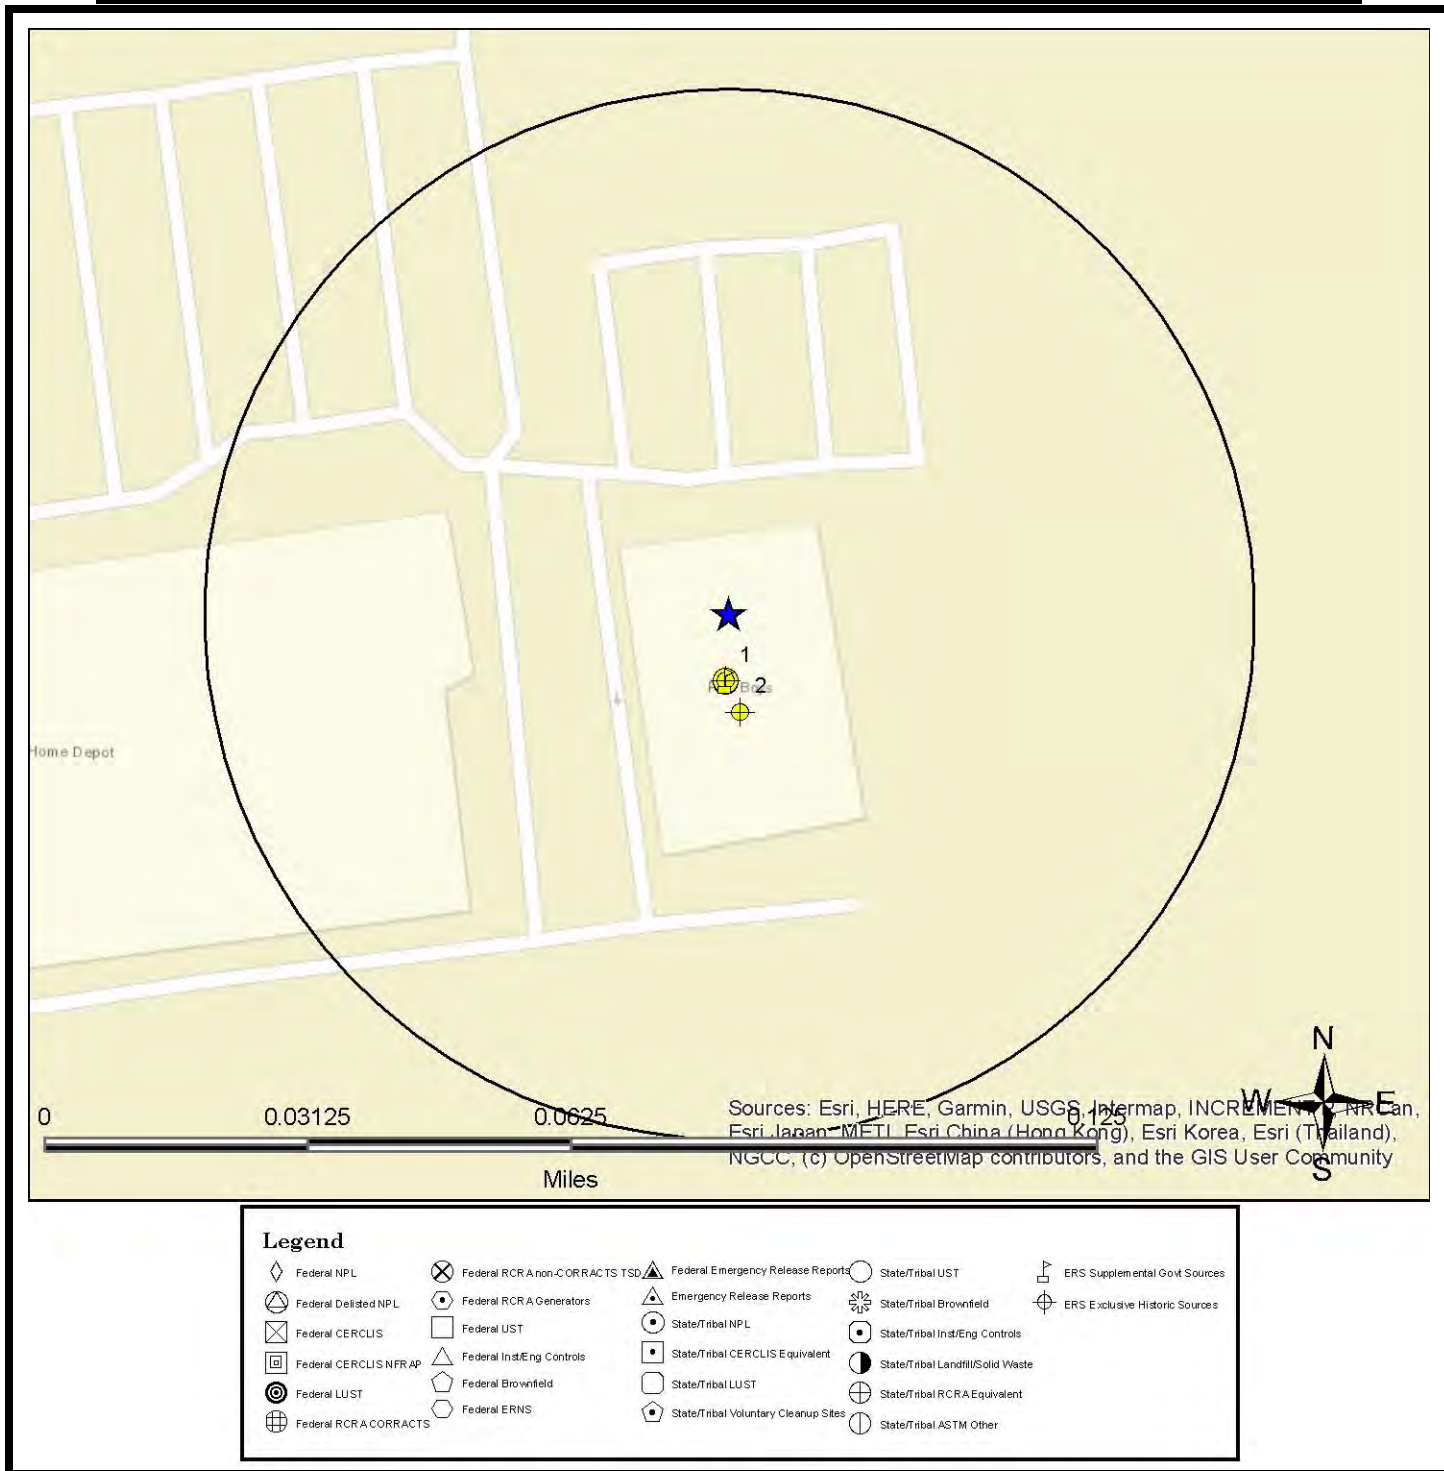 1
2
Boys
Home Depot
N
W E
S
0 0.03125 0.0625 0.125
Miles
Sources: Esri, HERE, Garmin, USGS, Intermap, INCREMENT P, NRCan,
Esri Japan, METI, Esri China (Hong Kong), Esri Korea, Esri (Thailand),
NGCC, (c) OpenStreetMap contributors, and the GIS User Community
Legend
Federal NPL
Federal Delisted NPL
Federal CERCLIS
Federal CERCLIS NFRAP
Federal LUST
Federal RCRA CORRACTS
Federal RCRA non-CORRACTS TSD
Federal RCRA Generators
Federal UST
Federal Inst/Eng Controls
Federal Brownfield
Federal ERNS
Federal Emergency Release Reports
Emergency Release Reports
State/Tribal NPL
State/Tribal CERCLIS Equivalent
State/Tribal LUST
State/Tribal Voluntary Cleanup Sites
State/Tribal UST
State/Tribal Brownfield
State/Tribal Inst/Eng Controls
State/Tribal Landfill/Solid Waste
State/Tribal RCRA Equivalent
State/Tribal ASTM Other
ERS Supplemental Govt Sources
ERS Exclusive Historic Sources